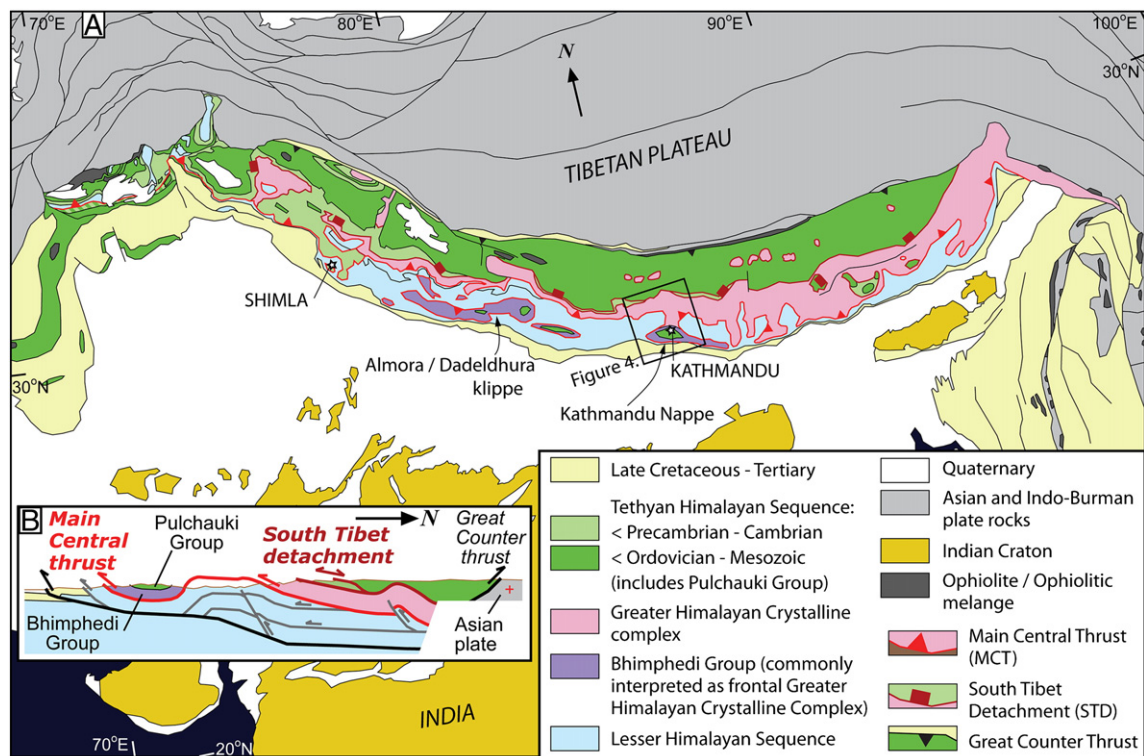 70°E
A
80°E
90°E
100°E
30°N
N
TIBETAN PLATEAU
SHIMLA
Almora / Dadeldhura
klippe
Figure 4.
KATHMANDU
Kathmandu Nappe
30°N
B
Main
Central
thrust
Pulchauki
Group
South Tibet
detachment
N
Great
Counter
thrust
Bhimphedi
Group
Asian
plate
+
INDIA
70°E
20°N
Late Cretaceous - Tertiary
Tethyan Himalayan Sequence:
< Precambrian - Cambrian
< Ordovician - Mesozoic
(includes Pulchauki Group)
Greater Himalayan Crystalline
complex
Bhimphedi Group (commonly
interpreted as frontal Greater
Himalayan Crystalline Complex)
Lesser Himalayan Sequence
Quaternary
Asian and Indo-Burman
plate rocks
Indian Craton
Ophiolite / Ophiolitic
melange
Main Central Thrust
(MCT)
South Tibet
Detachment (STD)
Great Counter Thrust